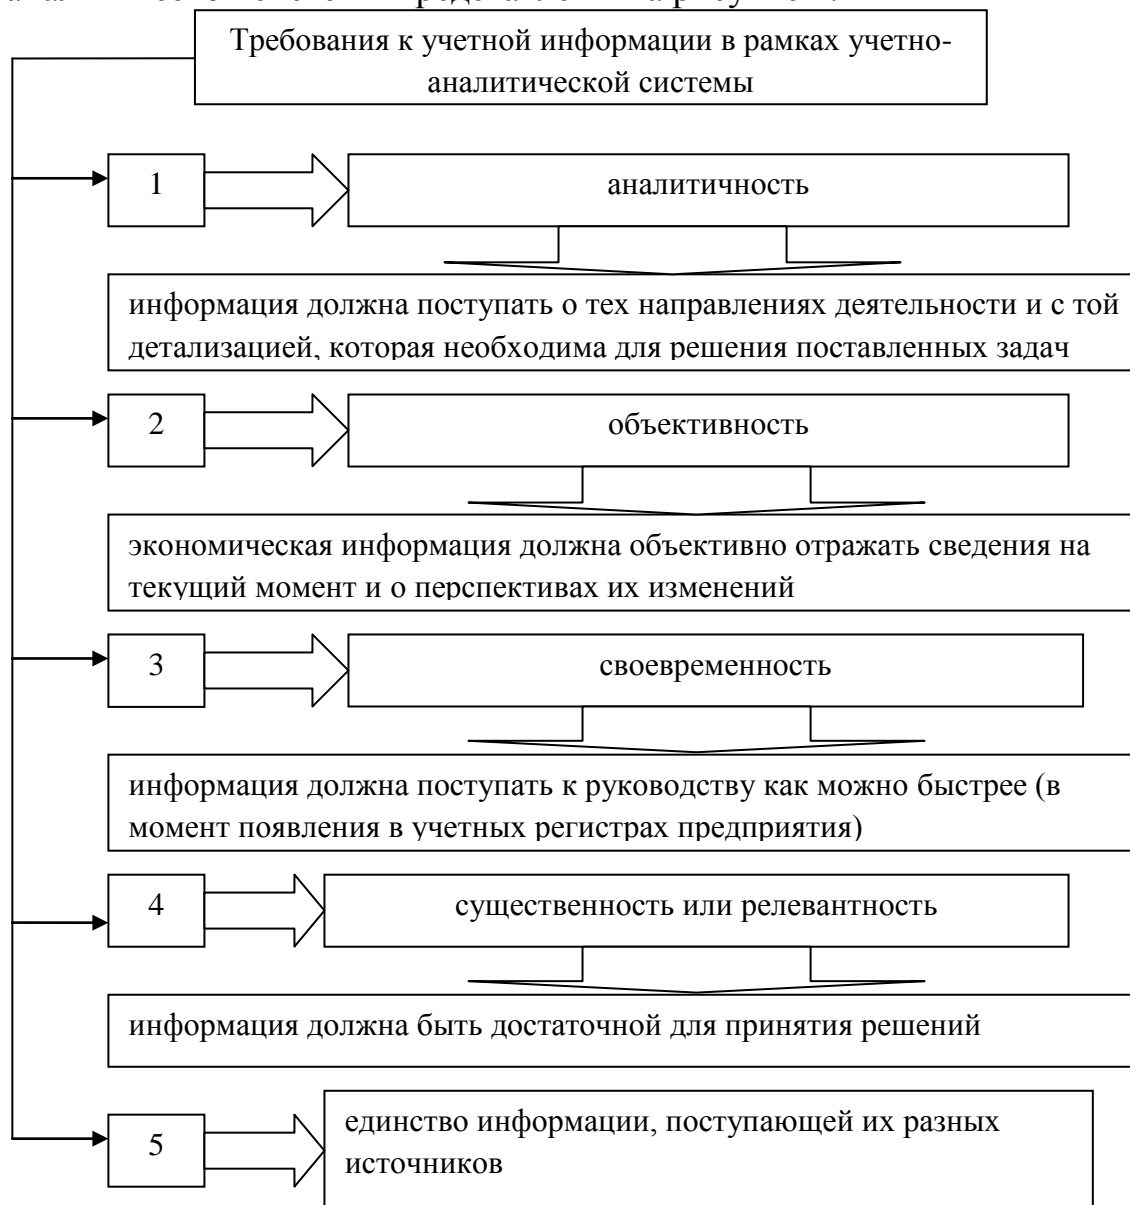 Требования к учетной информации в рамках учетно-
аналитической системы
1
аналитичность
информация должна поступать о тех направлениях деятельности и с той
детализацией, которая необходима для решения поставленных задач
2
объективность
экономическая информация должна объективно отражать сведения на
текущий момент и о перспективах их изменений
3
своевременность
информация должна поступать к руководству как можно быстрее (в
момент появления в учетных регистрах предприятия)
4
существенность или релевантность
информация должна быть достаточной для принятия решений
5
единство информации, поступающей их разных
источников